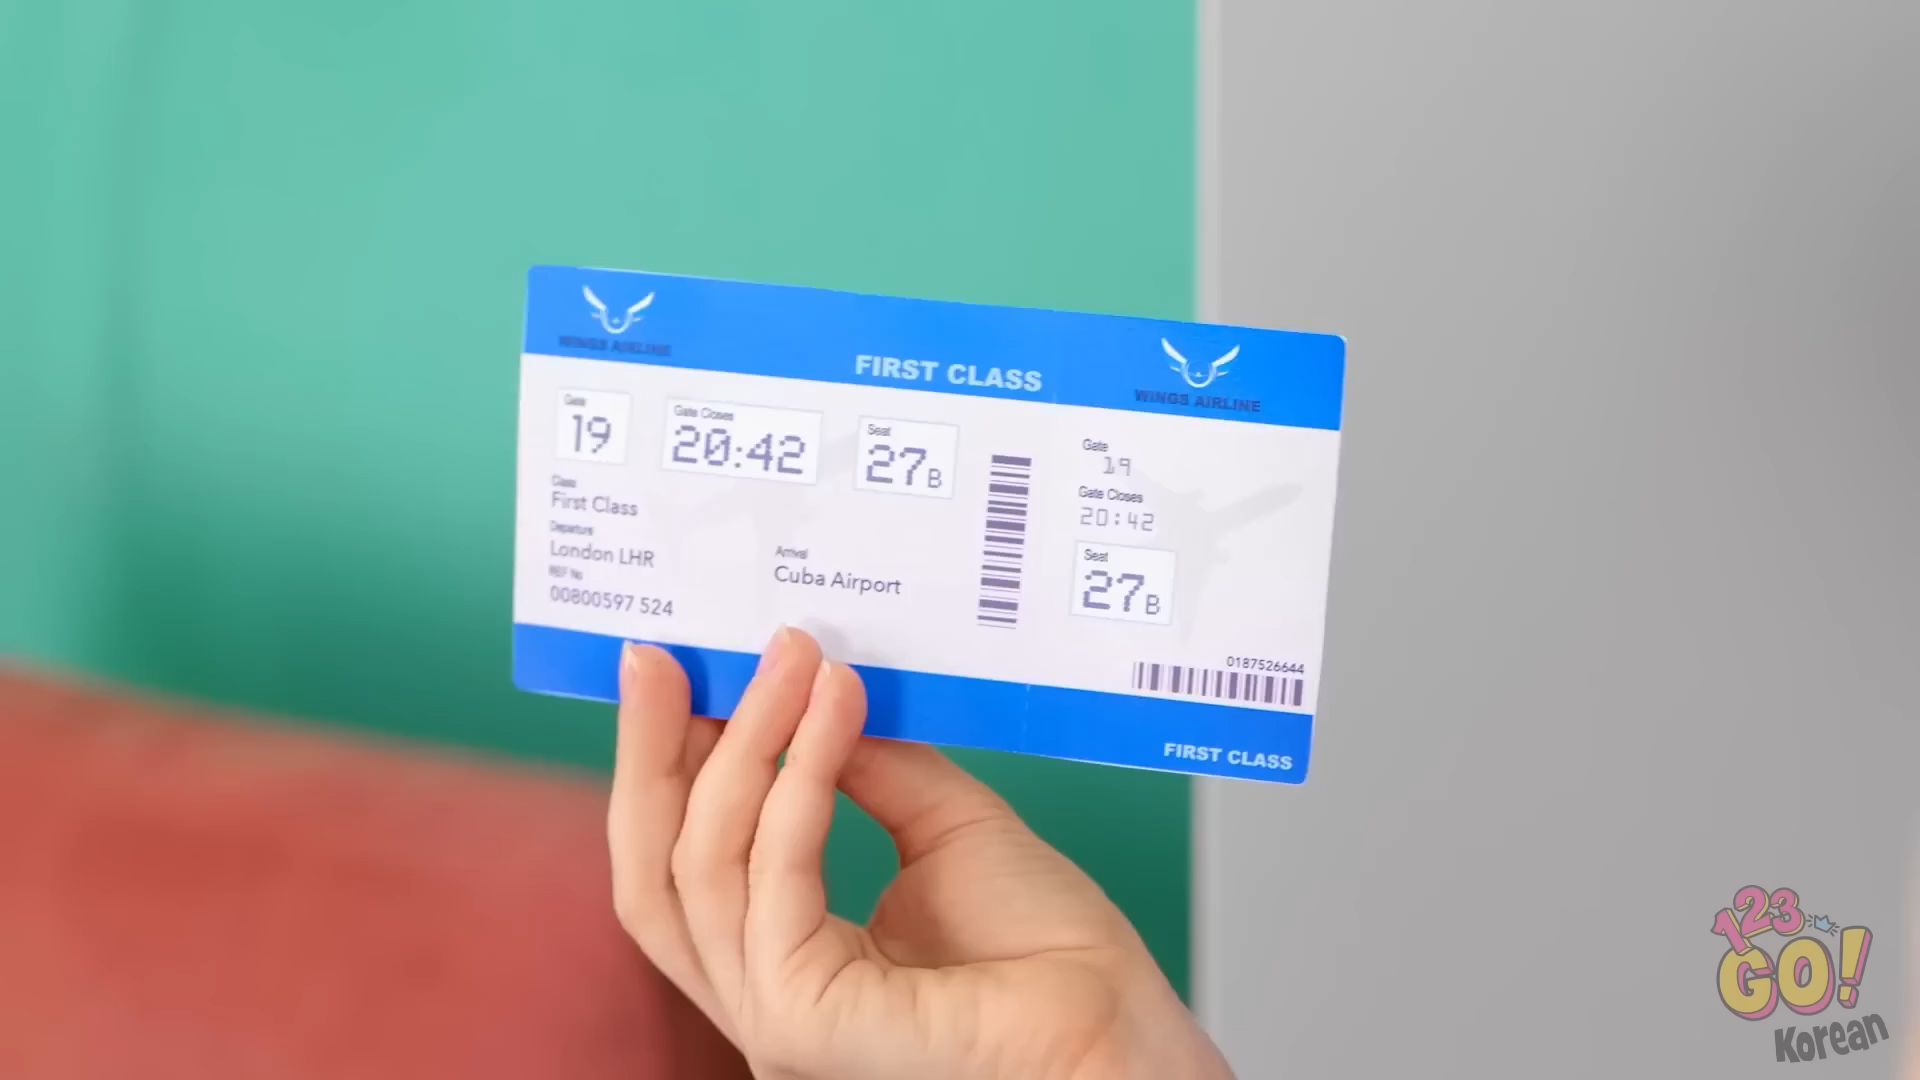 WINGS AIRLINE
FIRST CLASS
WINGS AIRLINE
Gate
19
Gate Closes
20:42
Seat
27B
Class
First Class
Departure
London LHR
REF No
00800597 524
Arrival
Cuba Airport
Gate
19
Gate Closes
20:42
Seat
27B
0187526644
FIRST CLASS
123
GO!
Korean